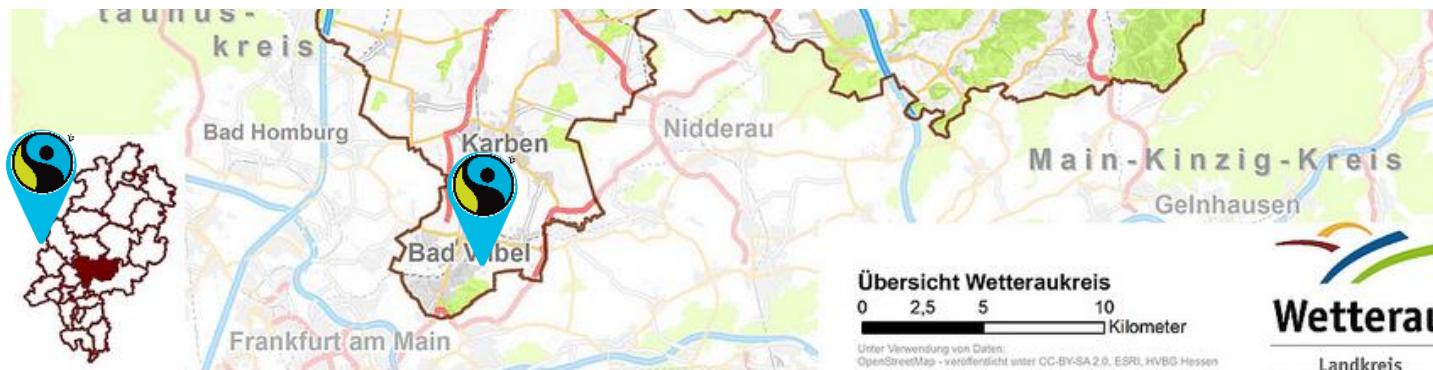 taunus-
kreis
Bad Homburg
Karben
Nidderau
Main-Kinzig-Kreis
Gelnhausen
Bad Vilbel
Frankfurt am Main
Übersicht Wetteraukreis
0 2,5 5 10
Kilometer
Unter Verwendung von Daten:
OpenStreetMap - veröffentlicht unter CC-BY-SA 2.0, ESRI, HVBG Hessen
Wetterau
Landkreis